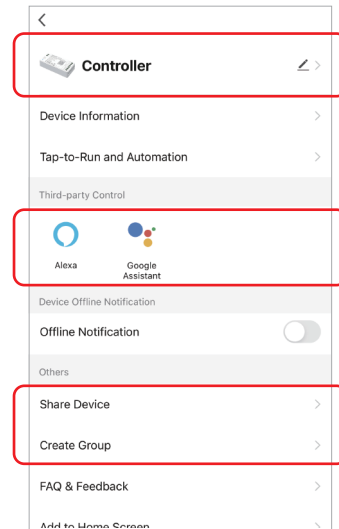 Controller
Device Information
Tap-to-Run and Automation
Third-party Control
Alexa
Google
Assistant
Device Offline Notification
Offline Notification
Others
Share Device
Create Group
FAQ & Feedback
Add to Home Screen